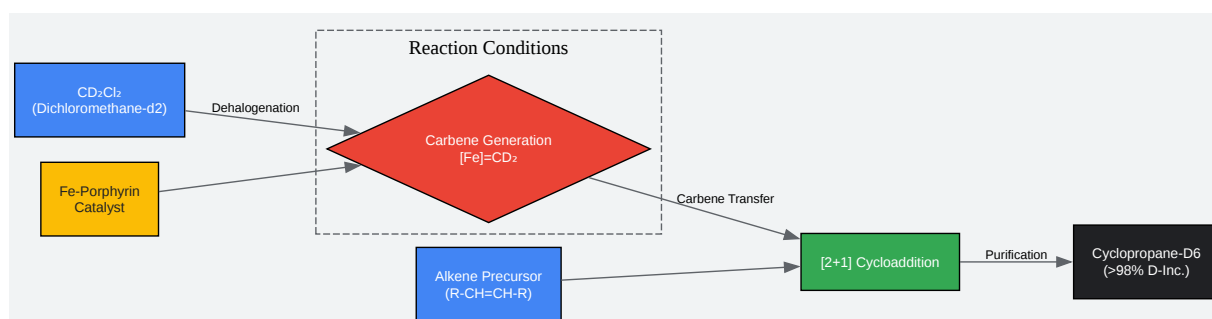 Reaction Conditions
CD₂Cl₂
(Dichloromethane-d2)
Dehalogenation
Carbene Generation
[Fe]=CD₂
Fe-Porphyrin
Catalyst
Carbene Transfer
Alkene Precursor
(R-CH=CH-R)
[2+1] Cycloaddition
Purification
Cyclopropane-D6
(>98% D-Inc.)